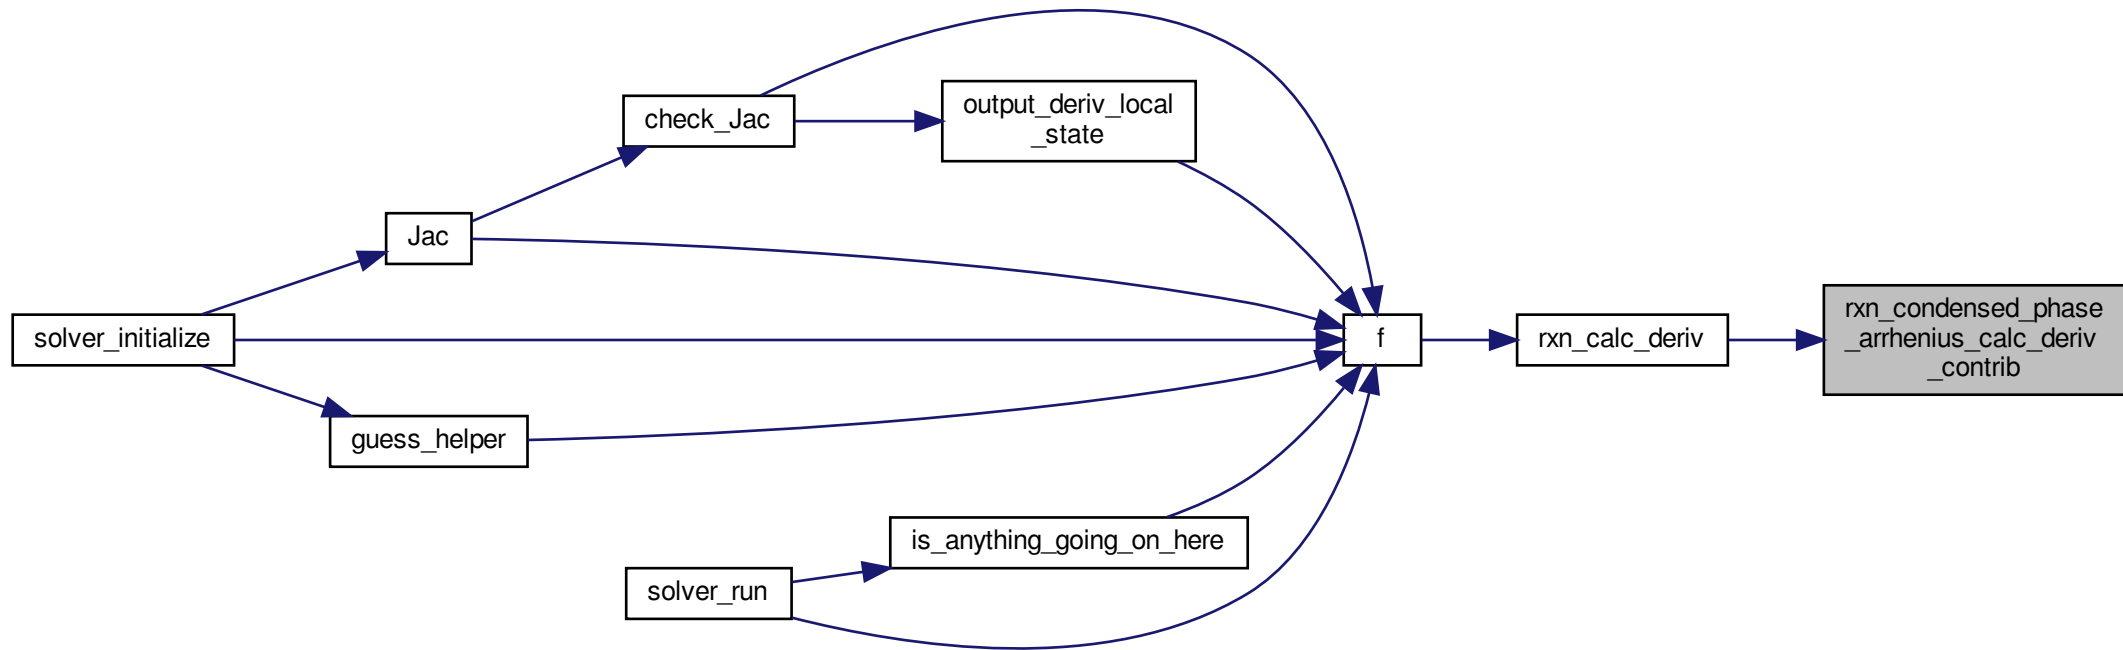 check_Jac
output_deriv_local
_state
Jac
solver_initialize
f
rxn_calc_deriv
rxn_condensed_phase
_arrhenius_calc_deriv
_contrib
guess_helper
is_anything_going_on_here
solver_run